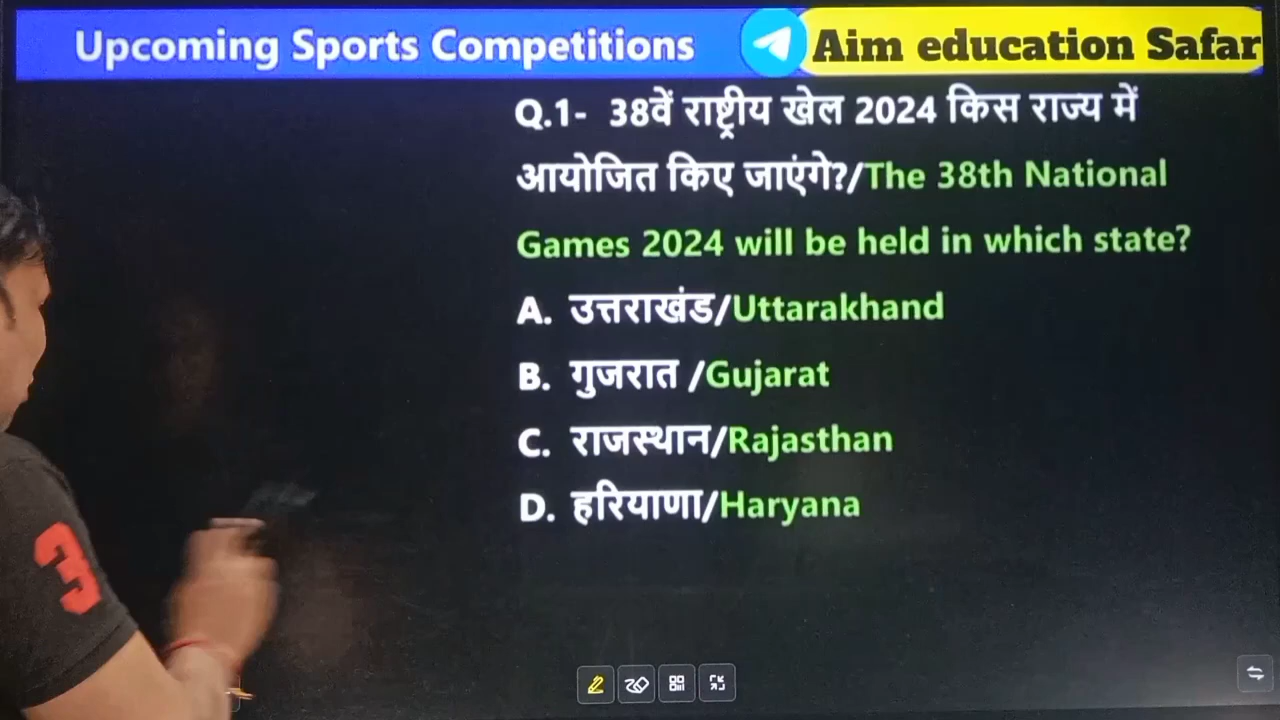 Upcoming Sports Competitions
Aim education Safar
Q.1- 38वें राष्ट्रीय खेल 2024 किस राज्य में
आयोजित किए जाएंगे?/The 38th National
Games 2024 will be held in which state?
A. उत्तराखंड/Uttarakhand
B. गुजरात /Gujarat
C. राजस्थान/Rajasthan
D. हरियाणा/Haryana
3